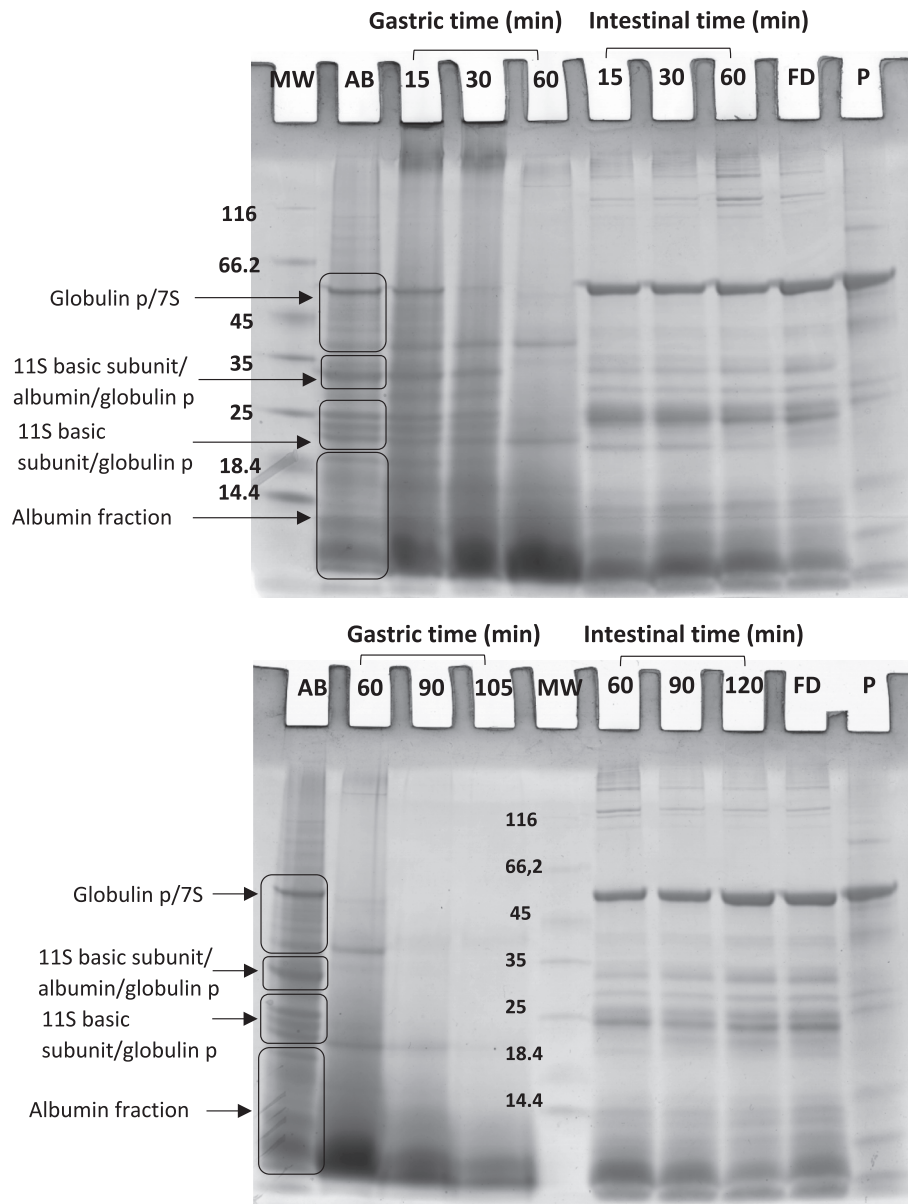 Gastric time (min) Intestinal time (min)
MW AB 15 30 60 15 30 60 FD P
116
66.2
Globulin p/7S
45
11S basic subunit/
albumin/globulin p
35
25
11S basic
subunit/globulin p
18.4
14.4
Albumin fraction
Gastric time (min) Intestinal time (min)
AB 60 90 105 MW 60 90 120 FD P
116
66,2
Globulin p/7S
45
11S basic subunit/
albumin/globulin p
35
25
11S basic
subunit/globulin p
18.4
14.4
Albumin fraction